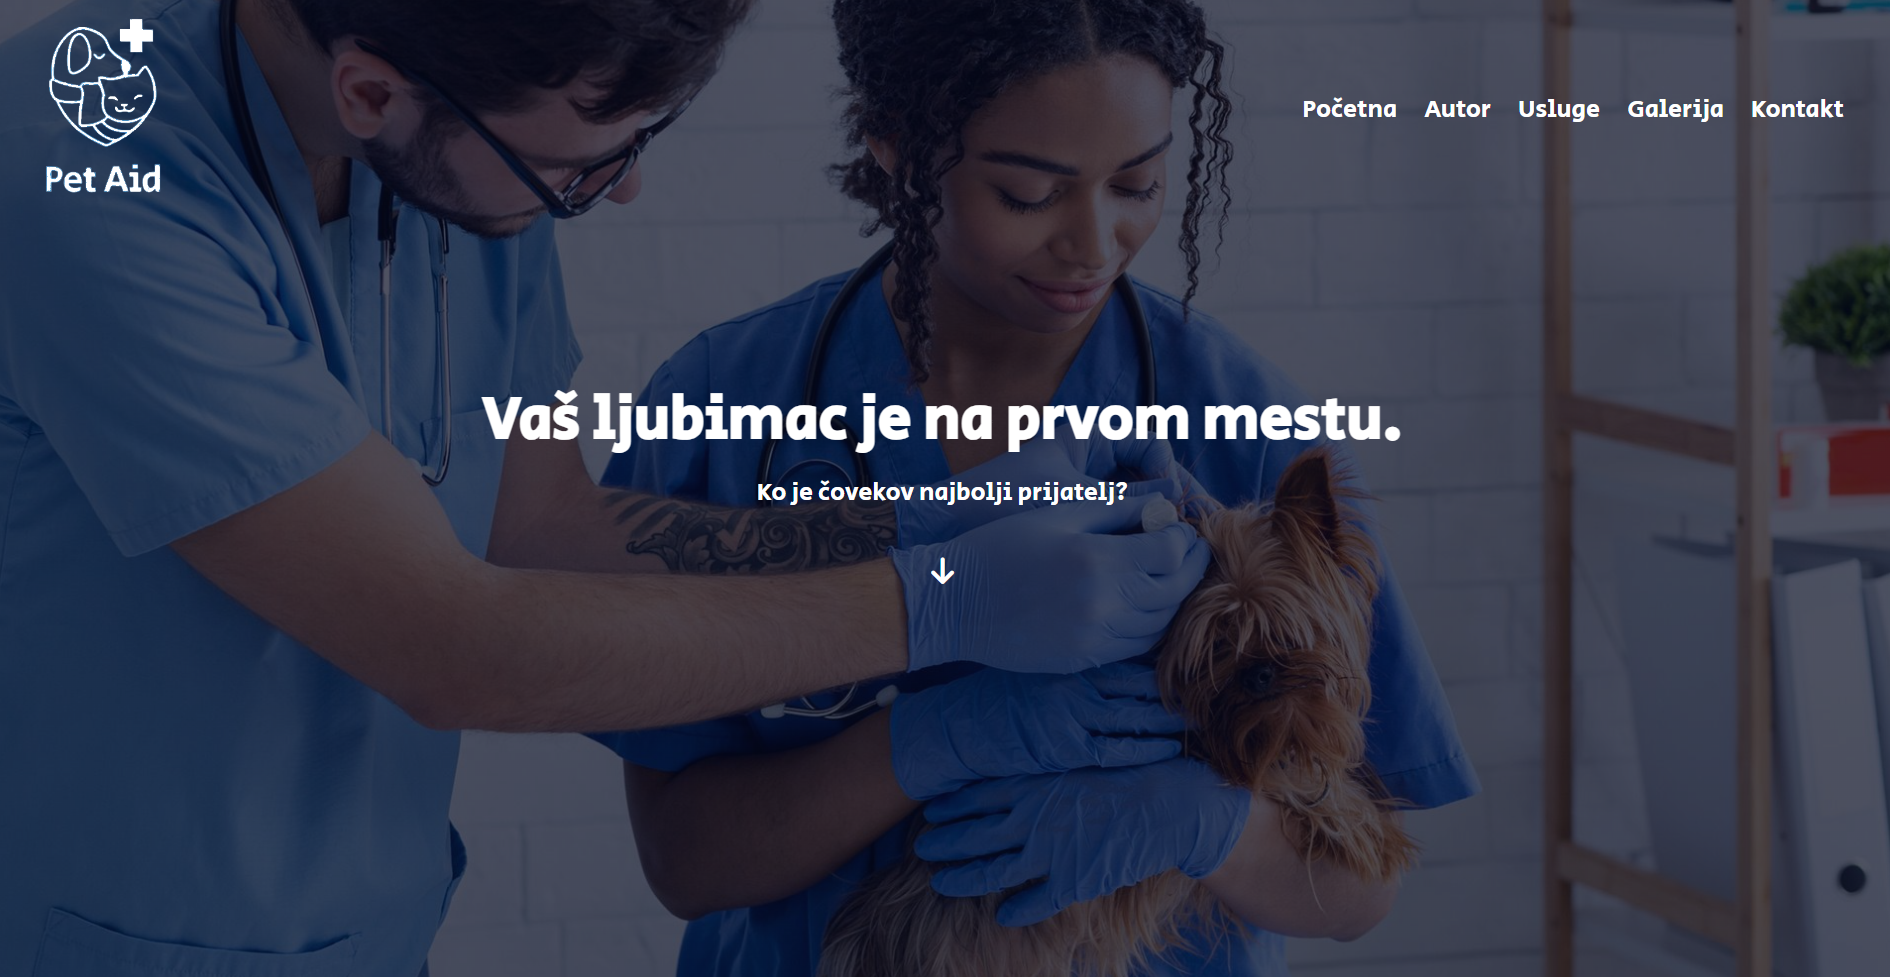 Pet Aid
Početna Autor Usluge Galerija Kontakt
Vaš ljubimac je na prvom mestu.
Ko je čovekov najbolji prijatelj?